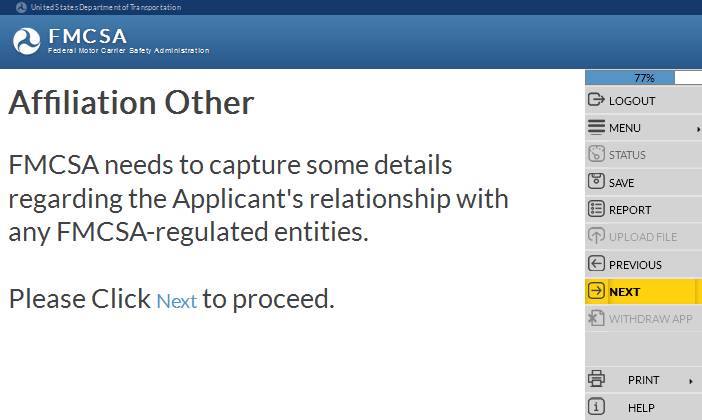 United States Department of Transportation
FMCSA
Federal Motor Carrier Safety Administration
77%
Affiliation Other
FMCSA needs to capture some details
regarding the Applicant's relationship with
any FMCSA-regulated entities.
Please Click Next to proceed.
LOGOUT
MENU
STATUS
SAVE
REPORT
UPLOAD FILE
PREVIOUS
NEXT
WITHDRAW APP
PRINT
HELP